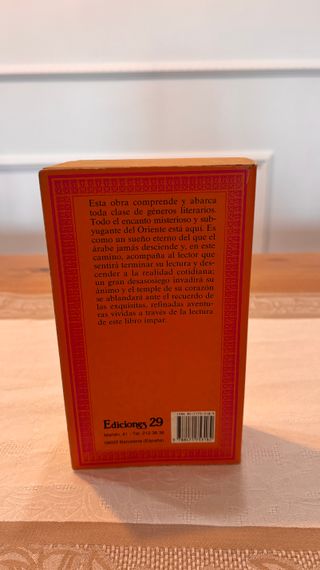 Esta obra comprende y abarca
toda clase de géneros literarios.
Todo el encanto misterioso y sub-
yugante del Oriente está aquí. Es
como un sueño eterno del que el
árabe jamás desciende y, en este
camino, acompaña al lector que
sentirá terminar su lectura y des-
cender a la realidad cotidiana;
un gran desasosiego invadirá su
ánimo y el temple de su corazón
se ablandará ante el recuerdo de
las exquisitas, refinadas aventu-
ras vividas a través de la lectura
de este libro impar.
Ediciones 29
(España)
ISBN